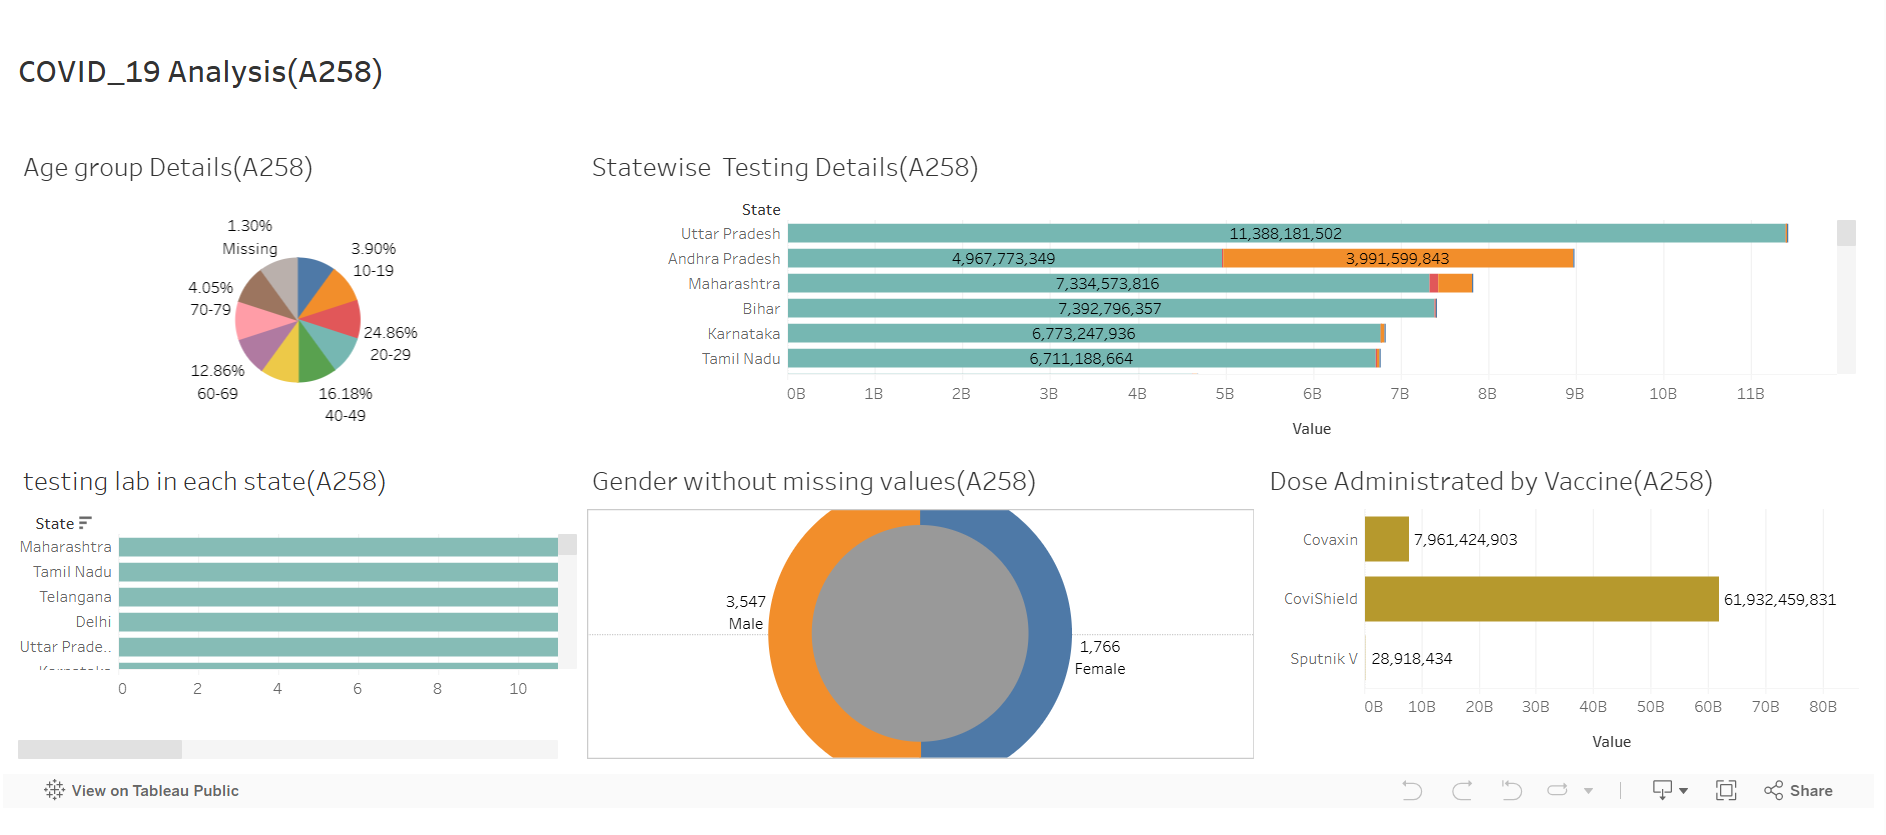 COVID_19 Analysis(A258)
Age group Details(A258)
1.30%
Missing
3.90%
10-19
4.05%
70-79
24.86%
20-29
12.86%
60-69
16.18%
40-49
Statewise  Testing Details(A258)
State
Uttar Pradesh 11,388,181,502
Andhra Pradesh 4,967,773,349 3,991,599,843
Maharashtra 7,334,573,816
Bihar 7,392,796,357
Karnataka 6,773,247,936
Tamil Nadu 6,711,188,664
0B 1B 2B 3B 4B 5B 6B 7B 8B 9B 10B 11B
Value
testing lab in each state(A258)
State
Maharashtra
Tamil Nadu
Telangana
Delhi
Uttar Prade..
Karnataka
0 2 4 6 8 10
Gender without missing values(A258)
3,547
Male
1,766
Female
Dose Administrated by Vaccine(A258)
Covaxin 7,961,424,903
CoviShield 61,932,459,831
Sputnik V 28,918,434
0B 10B 20B 30B 40B 50B 60B 70B 80B
Value
View on Tableau Public
Share